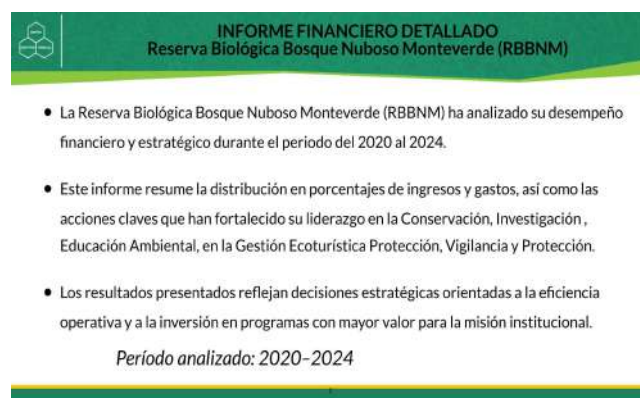 INFORME FINANCIERO DETALLADO
Reserva Biológica Bosque Nuboso Monteverde (RBBNM)
● La Reserva Biológica Bosque Nuboso Monteverde (RBBNM) ha analizado su desempeño
financiero y estratégico durante el periodo del 2020 al 2024.
● Este informe resume la distribución en porcentajes de ingresos y gastos, así como las
acciones claves que han fortalecido su liderazgo en la Conservación, Investigación ,
Educación Ambiental, en la Gestión Ecoturística Protección, Vigilancia y Protección.
● Los resultados presentados reflejan decisiones estratégicas orientadas a la eficiencia
operativa y a la inversión en programas con mayor valor para la misión institucional.
Período analizado: 2020–2024